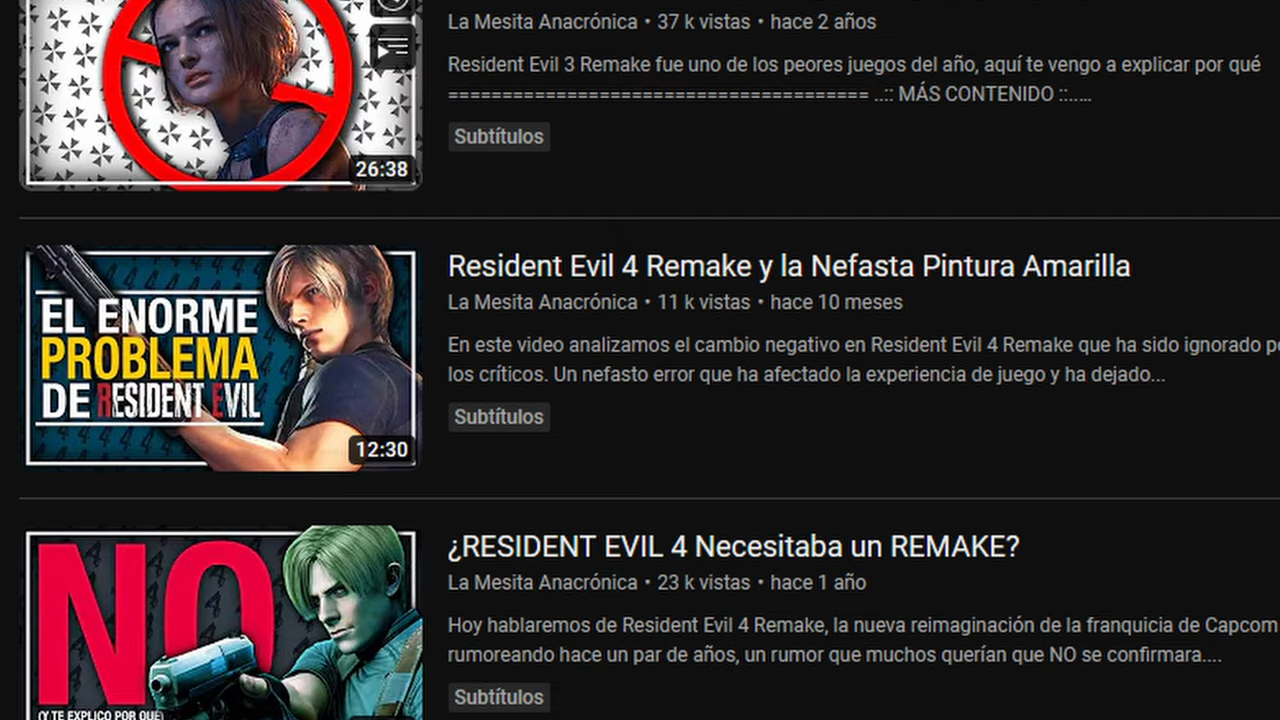 La Mesita Anacrónica • 37 k vistas • hace 2 años
Resident Evil 3 Remake fue uno de los peores juegos del año, aquí te vengo a explicar por qué
======================================= ..:: MÁS CONTENIDO ::..…
Subtítulos
26:38
EL ENORME
PROBLEMA
DE RESIDENT EVIL
12:30
Resident Evil 4 Remake y la Nefasta Pintura Amarilla
La Mesita Anacrónica • 11 k vistas • hace 10 meses
En este video analizamos el cambio negativo en Resident Evil 4 Remake que ha sido ignorado
los críticos. Un nefasto error que ha afectado la experiencia de juego y ha dejado...
Subtítulos
NO
(Y TE EXPLICO POR QUÉ)
¿RESIDENT EVIL 4 Necesitaba un REMAKE?
La Mesita Anacrónica • 23 k vistas • hace 1 año
Hoy hablaremos de Resident Evil 4 Remake, la nueva reimaginación de la franquicia de Capcom
rumoreando hace un par de años, un rumor que muchos querían que NO se confirmara....
Subtítulos